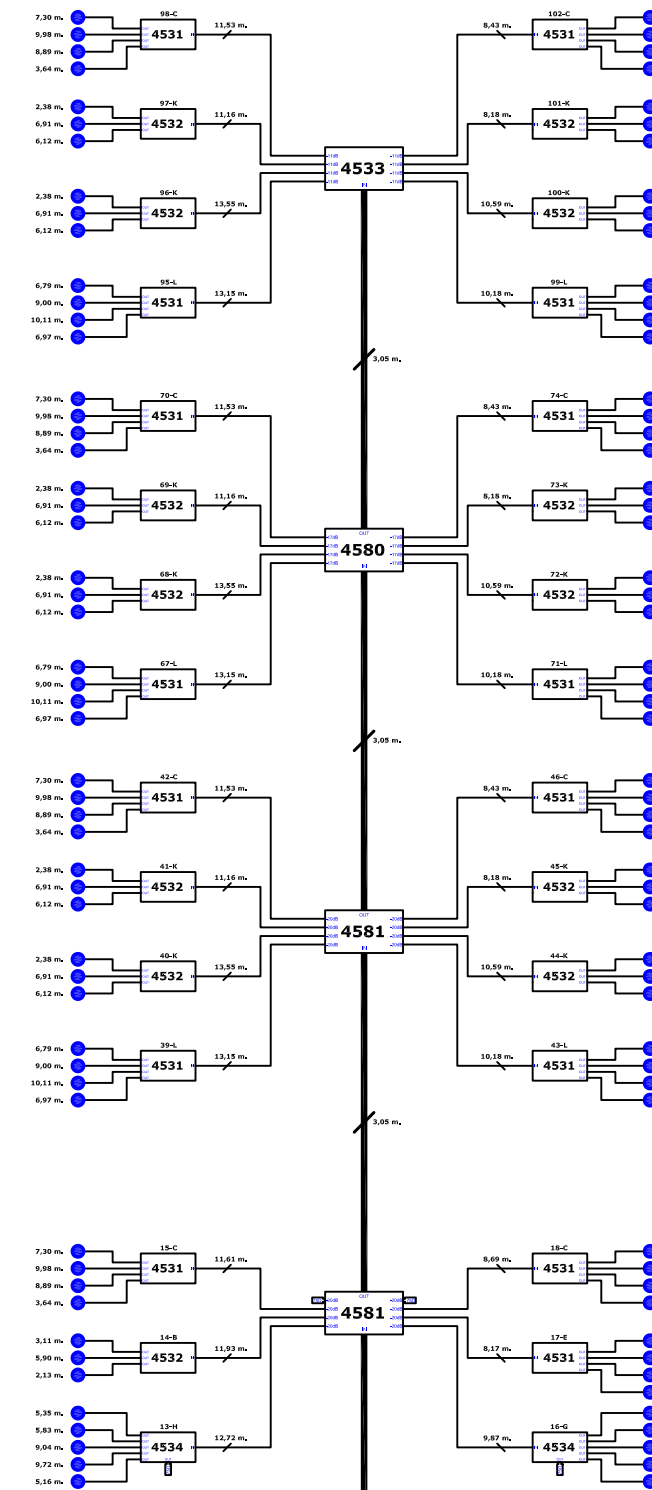 7,30 m.
98-C
11,53 m.
8,43 m.
102-C
9,98 m.
4531
4531
8,89 m.
3,64 m.
2,38 m.
97-K
11,16 m.
8,18 m.
101-K
6,91 m.
4532
4532
6,12 m.
4533
IN
2,38 m.
96-K
13,55 m.
10,59 m.
100-K
6,91 m.
4532
4532
6,12 m.
6,79 m.
95-L
13,15 m.
10,18 m.
99-L
9,00 m.
4531
4531
10,11 m.
6,97 m.
3,05 m.
7,30 m.
70-C
11,53 m.
8,43 m.
74-C
9,98 m.
4531
4531
8,89 m.
3,64 m.
2,38 m.
69-K
11,16 m.
8,18 m.
73-K
6,91 m.
4532
4532
6,12 m.
OUT
4580
IN
2,38 m.
68-K
13,55 m.
10,59 m.
72-K
6,91 m.
4532
4532
6,12 m.
6,79 m.
67-L
13,15 m.
10,18 m.
71-L
9,00 m.
4531
4531
10,11 m.
6,97 m.
3,05 m.
7,30 m.
42-C
11,53 m.
8,43 m.
46-C
9,98 m.
4531
4531
8,89 m.
3,64 m.
2,38 m.
41-K
11,16 m.
8,18 m.
45-K
6,91 m.
4532
4532
6,12 m.
OUT
4581
IN
2,38 m.
40-K
13,55 m.
10,59 m.
44-K
6,91 m.
4532
4532
6,12 m.
6,79 m.
39-L
13,15 m.
10,18 m.
43-L
9,00 m.
4531
4531
10,11 m.
6,97 m.
3,05 m.
7,30 m.
15-C
11,61 m.
8,69 m.
18-C
9,98 m.
4531
4531
8,89 m.
3,64 m.
OUT
4581
IN
3,11 m.
14-B
11,93 m.
8,17 m.
17-E
5,90 m.
4532
4531
2,13 m.
5,35 m.
13-H
12,72 m.
9,87 m.
16-G
5,83 m.
9,04 m.
4534
4534
9,72 m.
5,16 m.